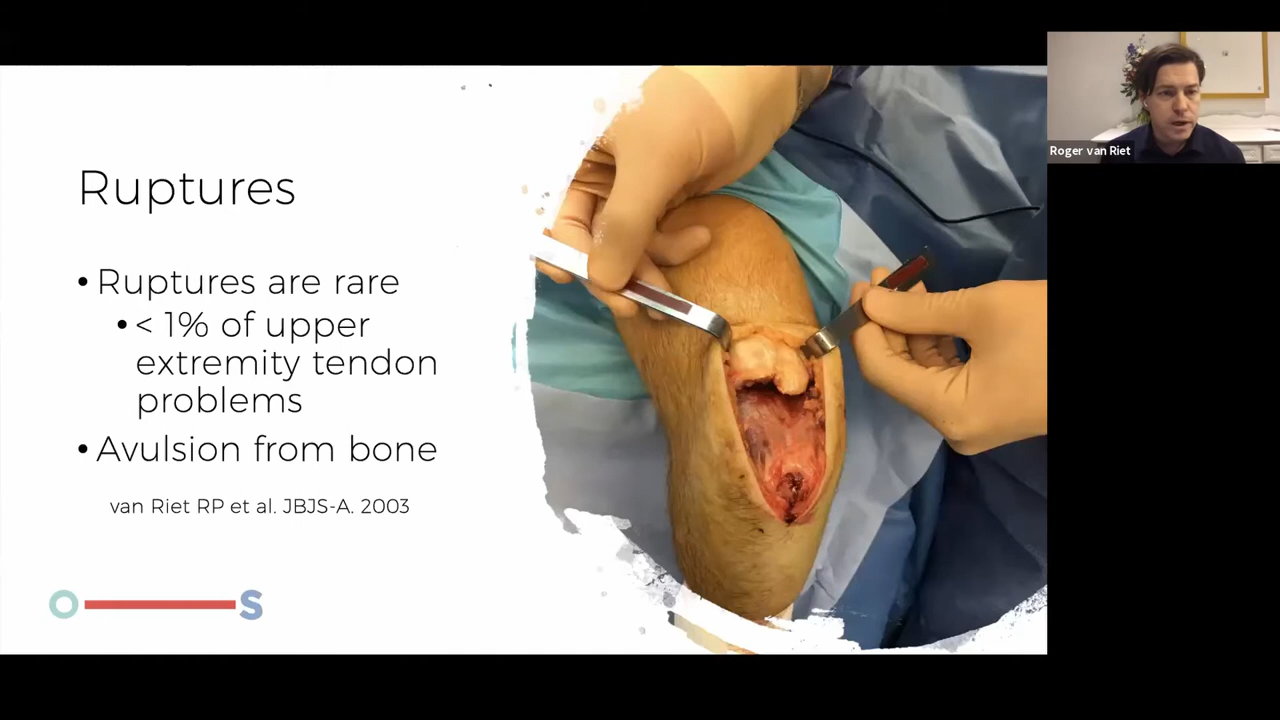 Ruptures
• Ruptures are rare
• < 1% of upper
extremity tendon
problems
• Avulsion from bone
van Riet RP et al. JBJS-A. 2003
O S
Roger van Riet